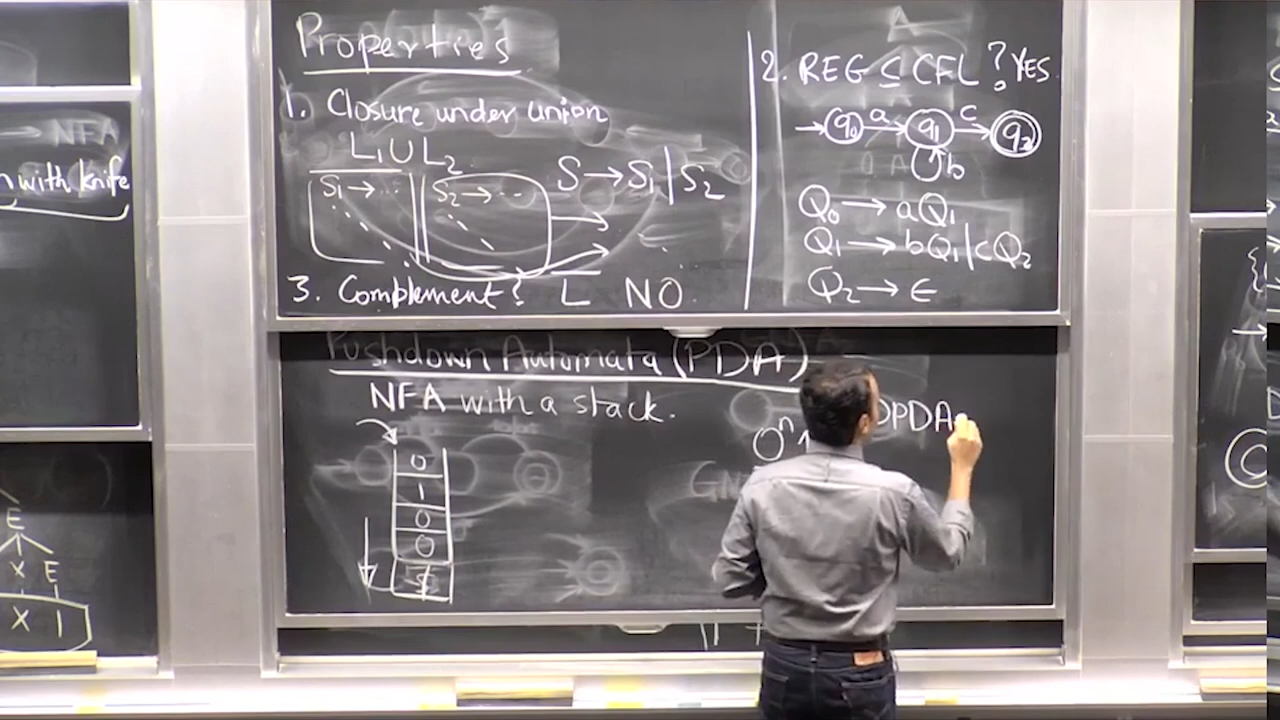 → NFA
with knife
E
X E
X 1
Properties
1. Closure under union
L₁∪L₂
S₁→··· S₂→··· S→S₁|S₂
3. Complement? L NO.
2. REG ⊆ CFL ? YES.
q₀ a q₁ c q₂
b
Q₀→aQ₁
Q₁→bQ₁|cQ₂
Q₂→ϵ
Pushdown Automata (PDA)
NFA with a stack.
0ⁿ
DPDA
0
1
0
0
$